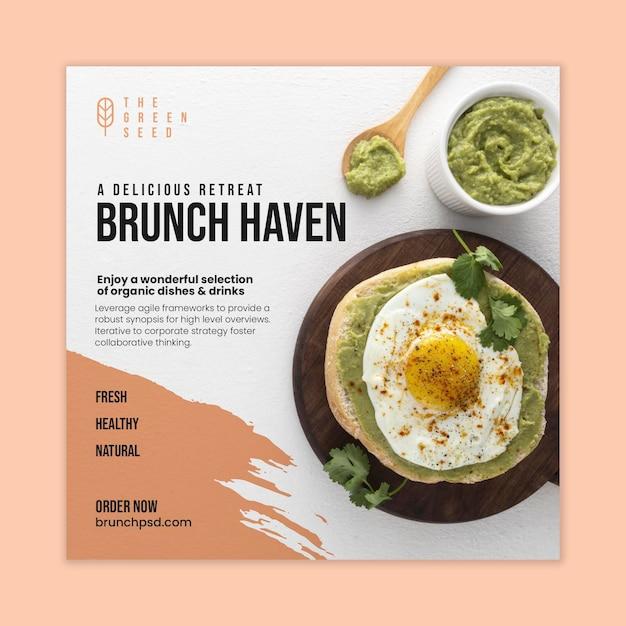 THE
GREEN
SEED
A DELICIOUS RETREAT
BRUNCH HAVEN
Enjoy a wonderful selection
of organic dishes & drinks
Leverage agile frameworks to provide a
robust synopsis for high level overviews.
Iterative to corporate strategy foster
collaborative thinking.
FRESH
HEALTHY
NATURAL
ORDER NOW
brunchpsd.com